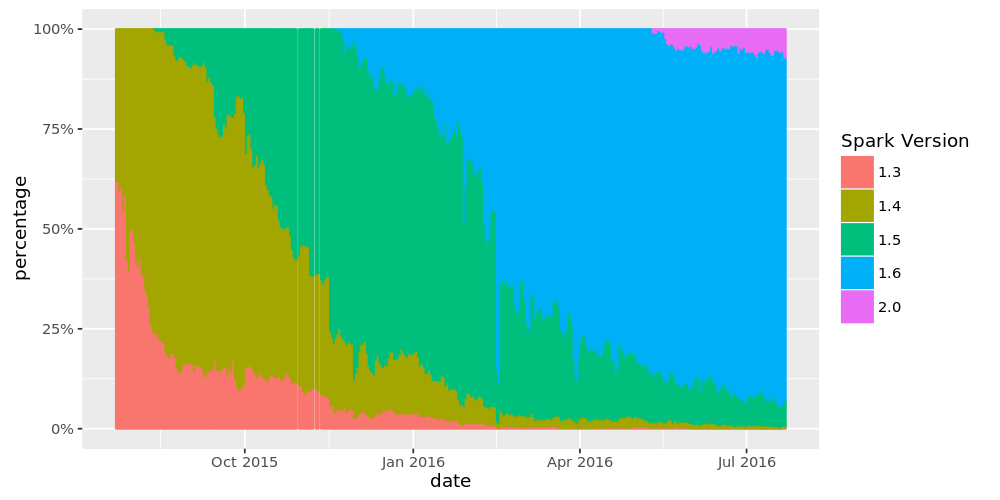 100%
75%
50%
25%
0%
percentage
Oct 2015
Jan 2016
Apr 2016
Jul 2016
date
Spark Version
1.3
1.4
1.5
1.6
2.0